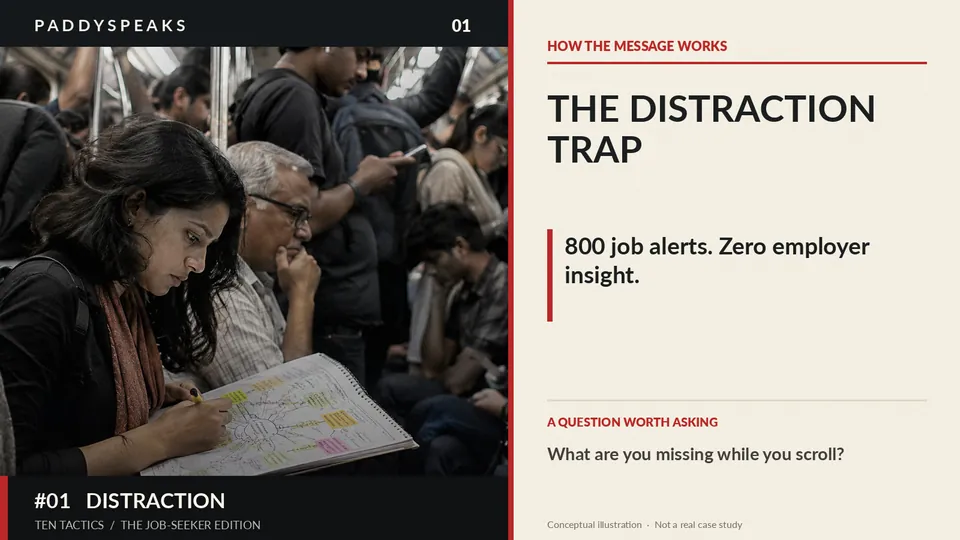 PADDYSPEAKS
01
#01 DISTRACTION
TEN TACTICS / THE JOB-SEEKER EDITION
HOW THE MESSAGE WORKS
THE DISTRACTION
TRAP
800 job alerts. Zero employer
insight.
A QUESTION WORTH ASKING
What are you missing while you scroll?
Conceptual illustration · Not a real case study